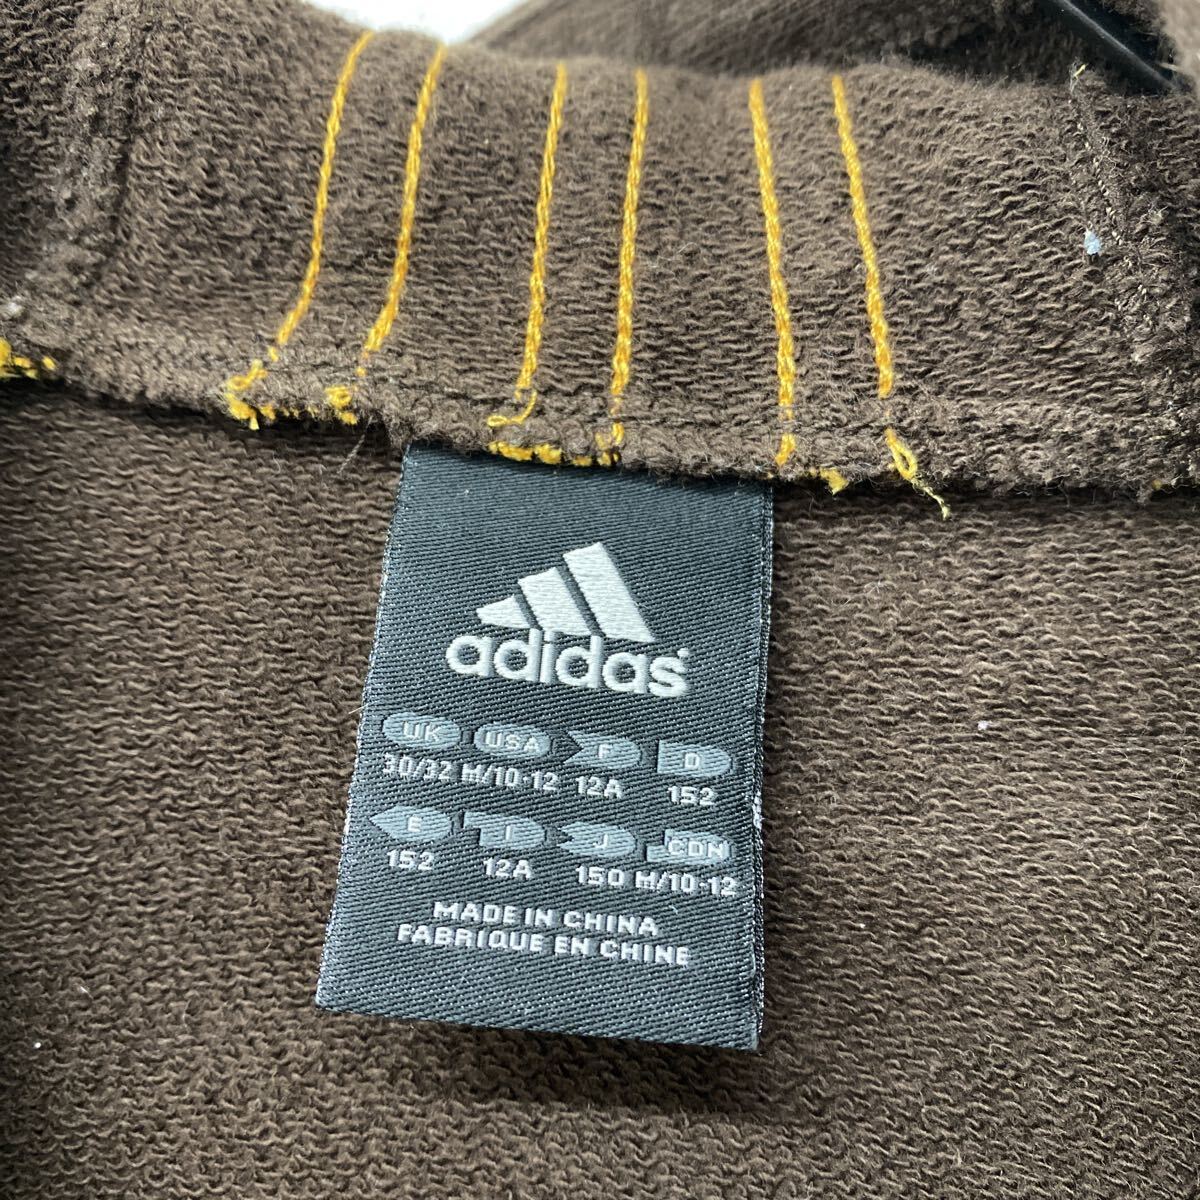 adidas
UK USA F D
30/32 M/10-12 12A 152
E I J CDN
152 12A 150 M/10-12
MADE IN CHINA
FABRIQUE EN CHINE